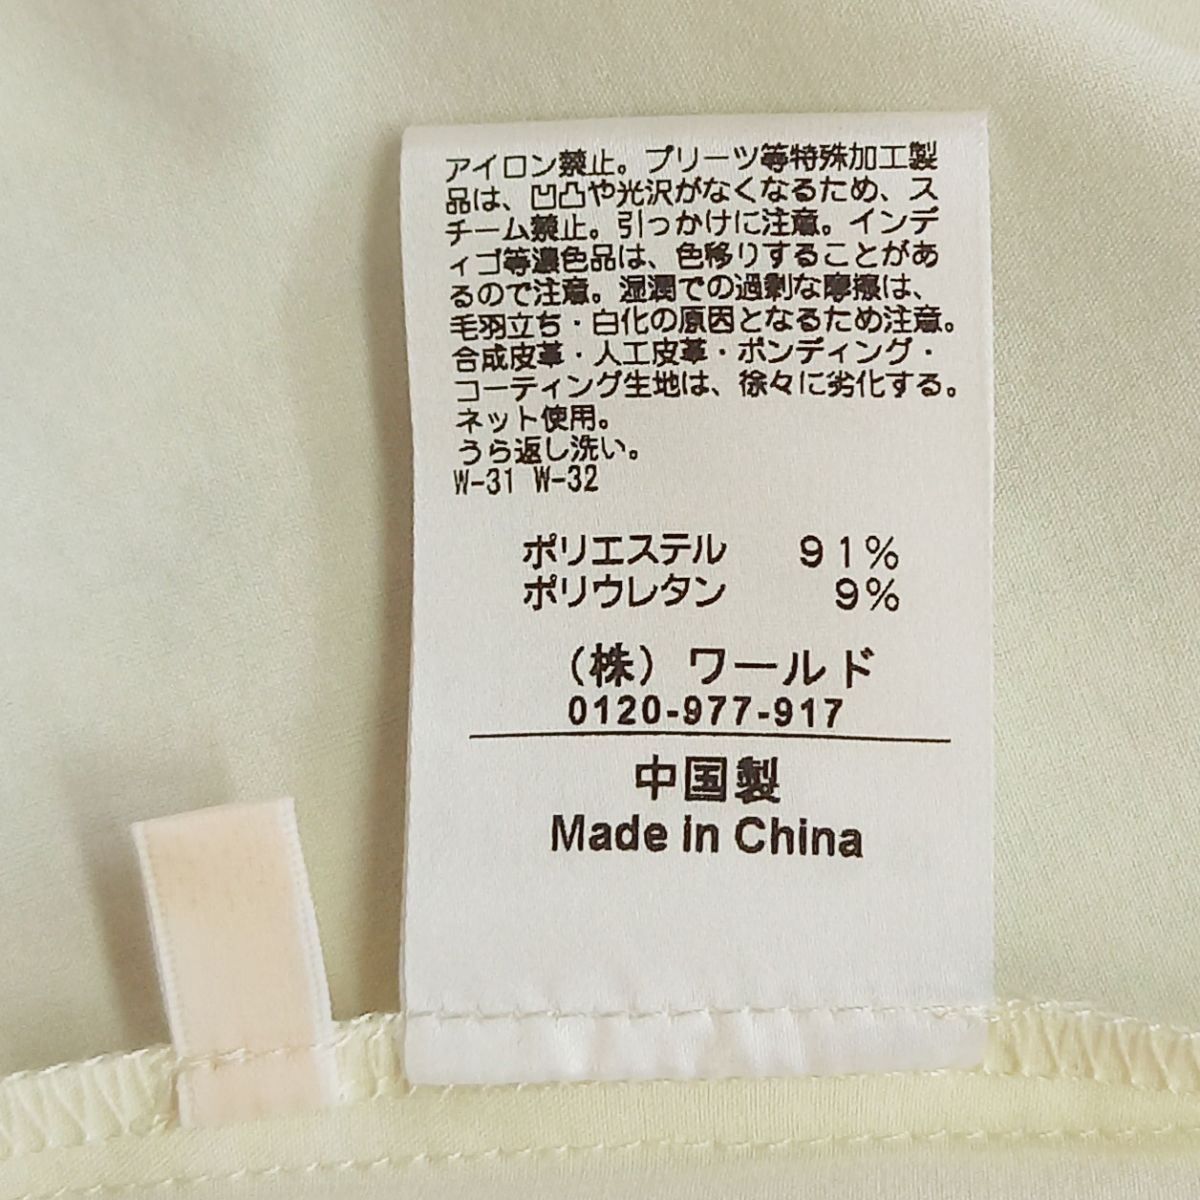 アイロン禁止。プリーツ等特殊加工製
品は、凹凸や光沢がなくなるため、ス
チーム禁止。引っかけに注意。インデ
ィゴ等濃色品は、色移りすることがあ
るので注意。湿潤での過剰な摩擦は、
毛羽立ち・白化の原因となるため注意。
合成皮革・人工皮革・ボンディング・
コーティング生地は、徐々に劣化する。
ネット使用。
うら返し洗い。
W-31 W-32
ポリエステル 91%
ポリウレタン 9%
(株) ワールド
0120-977-917
中国製
Made in China